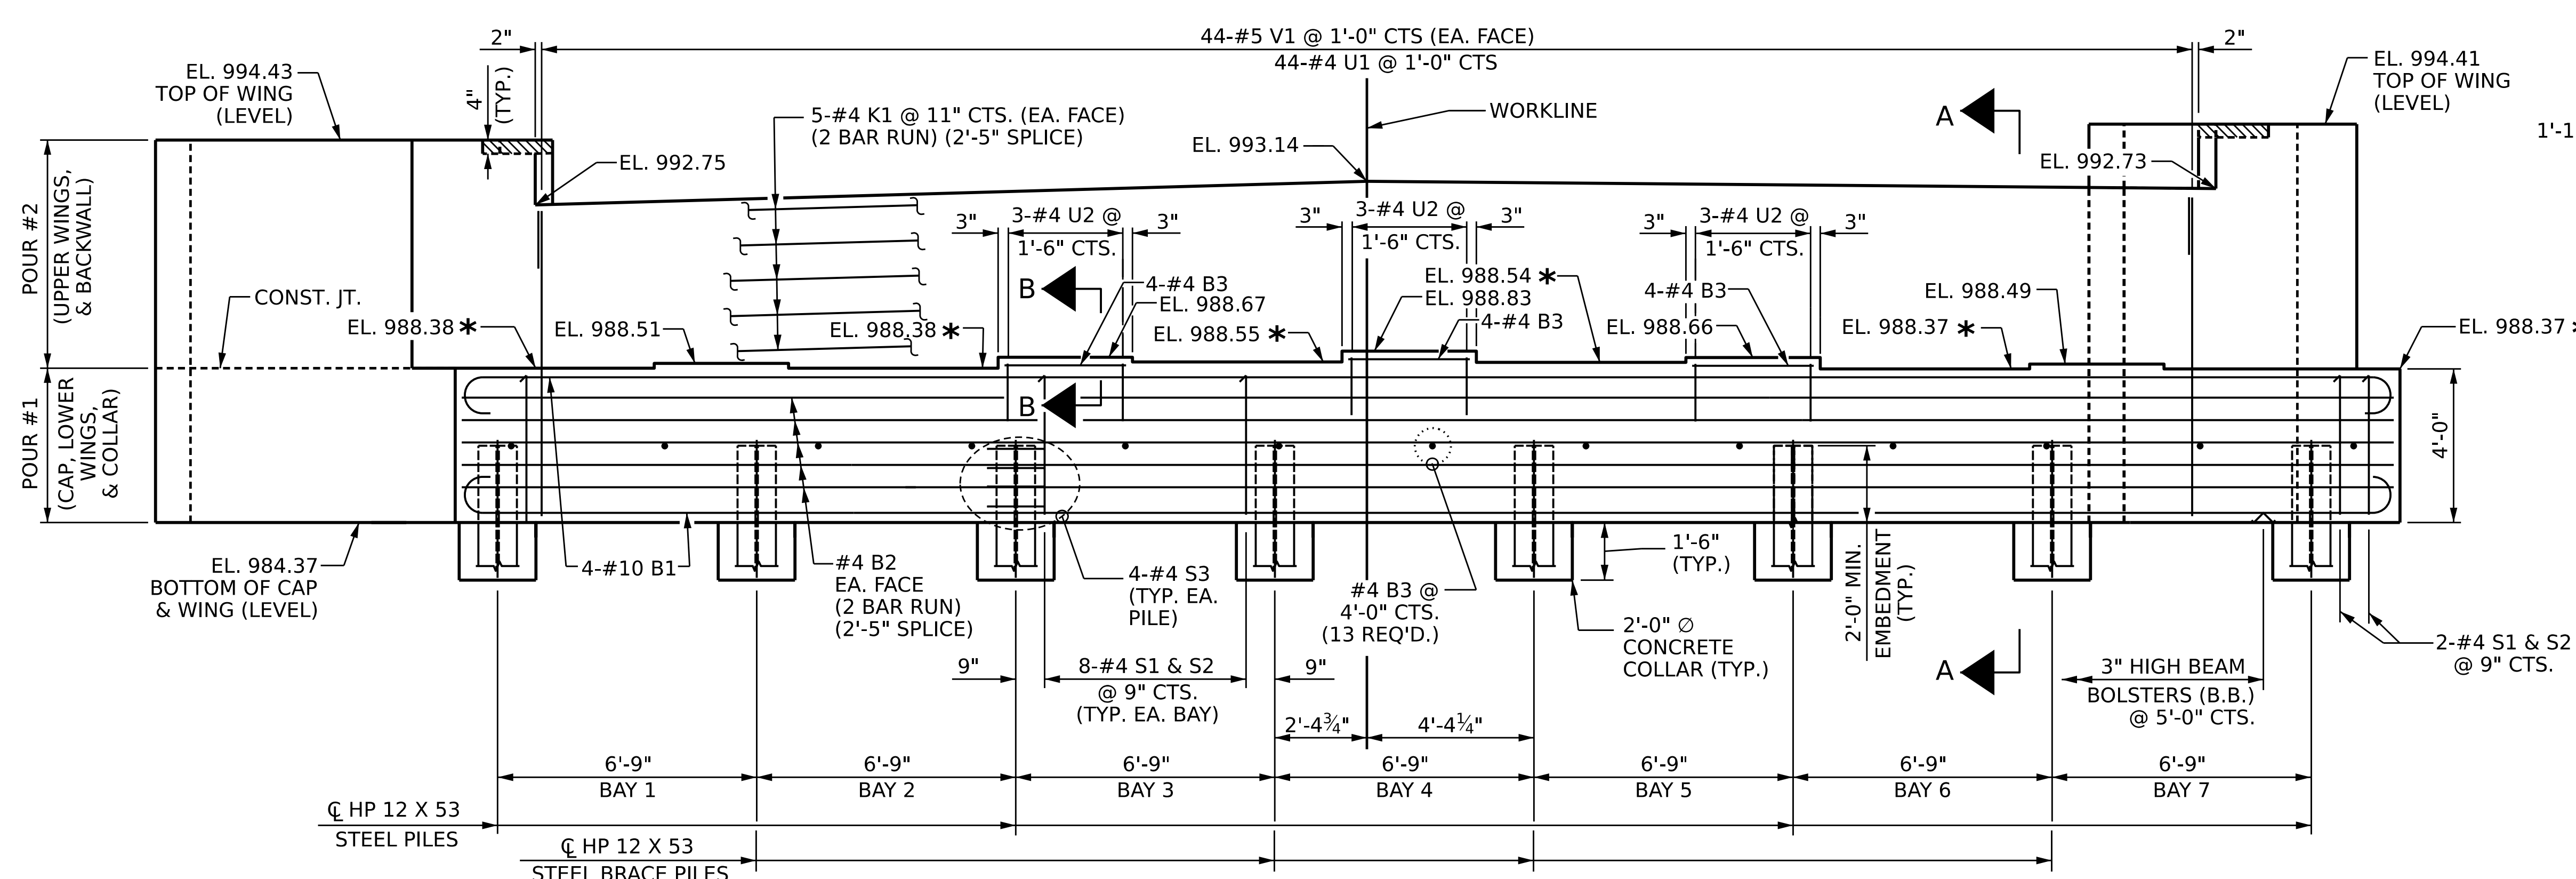 44-#5 V1 @ 1'-0" CTS (EA. FACE)
44-#4 U1 @ 1'-0" CTS
2"
2"
EL. 994.43
TOP OF WING
(LEVEL)
4"
(TYP.)
5-#4 K1 @ 11" CTS. (EA. FACE)
(2 BAR RUN) (2'-5" SPLICE)
WORKLINE
A
EL. 994.41
TOP OF WING
(LEVEL)
1'-1
EL. 992.75
EL. 993.14
EL. 992.73
POUR #2
(UPPER WINGS,
& BACKWALL)
3"
3-#4 U2 @
1'-6" CTS.
3"
3"
3-#4 U2 @
1'-6" CTS.
3"
3"
3-#4 U2 @
1'-6" CTS.
3"
CONST. JT.
EL. 988.38 *
EL. 988.51
EL. 988.38 *
B
4-#4 B3
EL. 988.67
EL. 988.55 *
EL. 988.54 *
EL. 988.83
4-#4 B3
4-#4 B3
EL. 988.66
EL. 988.49
EL. 988.37 *
EL. 988.37 *
B
POUR #1
(CAP, LOWER
WINGS,
& COLLAR)
4'-0"
EL. 984.37
BOTTOM OF CAP
& WING (LEVEL)
4-#10 B1
#4 B2
EA. FACE
(2 BAR RUN)
(2'-5" SPLICE)
4-#4 S3
(TYP. EA.
PILE)
#4 B3 @
4'-0" CTS.
(13 REQ'D.)
1'-6"
(TYP.)
2'-0" ∅
CONCRETE
COLLAR (TYP.)
2'-0" MIN.
EMBEDMENT
(TYP.)
A
2-#4 S1 & S2
@ 9" CTS.
9"
8-#4 S1 & S2
@ 9" CTS.
(TYP. EA. BAY)
9"
3" HIGH BEAM
BOLSTERS (B.B.)
@ 5'-0" CTS.
2'-4¾"
4'-4¼"
6'-9"
6'-9"
6'-9"
6'-9"
6'-9"
6'-9"
6'-9"
BAY 1
BAY 2
BAY 3
BAY 4
BAY 5
BAY 6
BAY 7
℄ HP 12 X 53
STEEL PILES
℄ HP 12 X 53
STEEL BRACE PILES